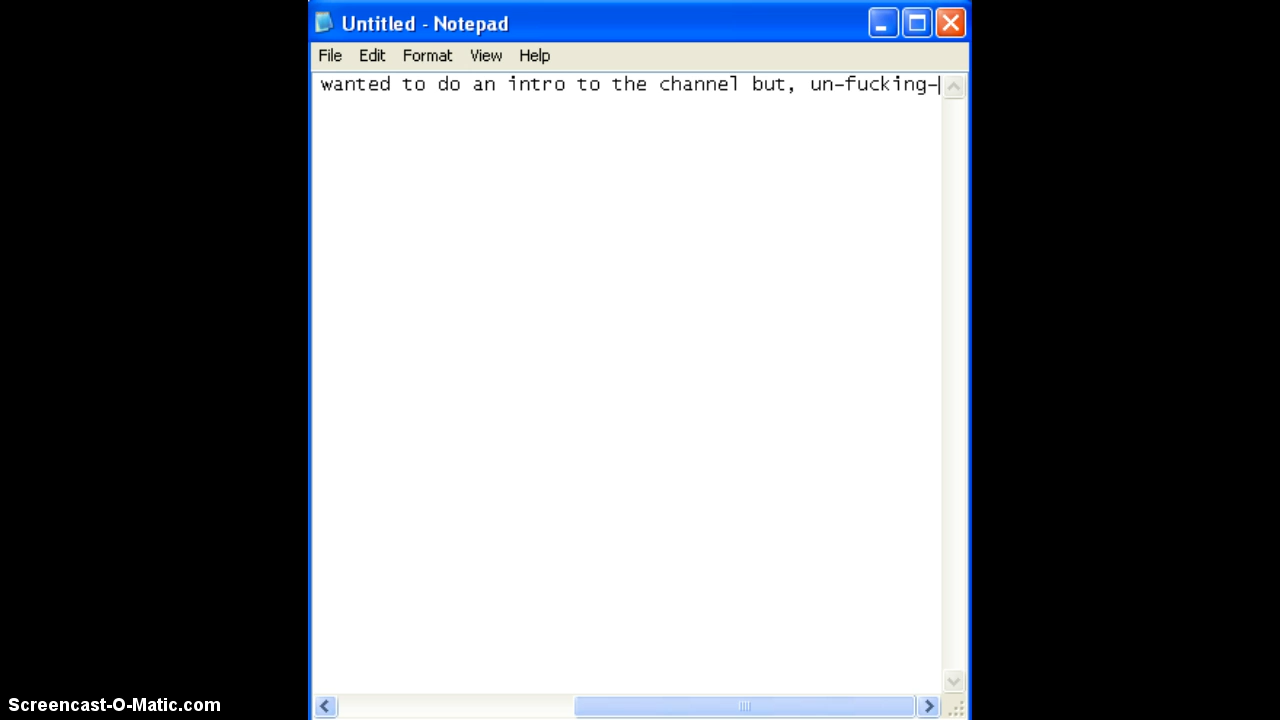 Untitled - Notepad
File Edit Format View Help
wanted to do an intro to the channel but, un-fucking-
Screencast-O-Matic.com